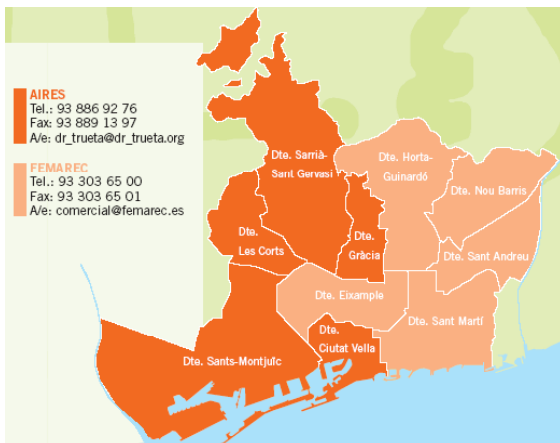 AIRES
Tel.: 93 886 92 76
Fax: 93 889 13 97
A/e: dr_trueta@dr_trueta.org
FEMAREC
Tel.: 93 303 65 00
Fax: 93 303 65 01
A/e: comercial@femarec.es
Dte. Sarrià-
Sant Gervasi
Dte. Horta-
Guinardó
Dte. Nou Barris
Dte.
Les Corts
Dte.
Gràcia
Dte. Sant Andreu
Dte. Eixample
Dte. Sant Martí
Dte.
Ciutat Vella
Dte. Sants-Montjuïc